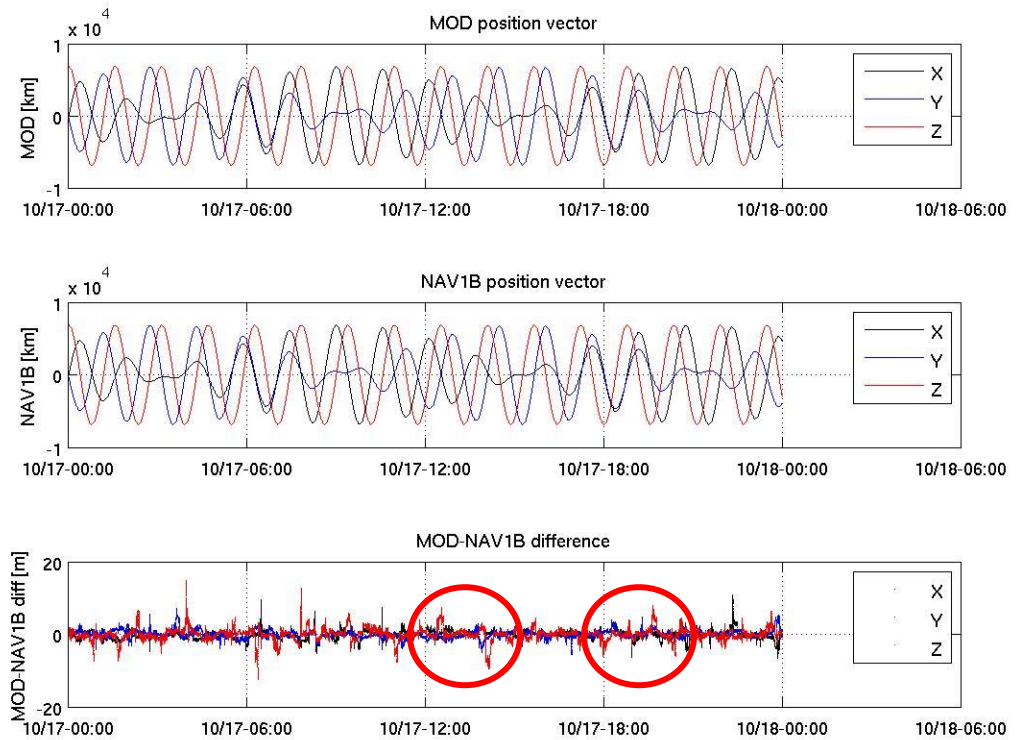 MOD position vector
x 10^4
MOD [km]
1
0
-1
10/17-00:00 10/17-06:00 10/17-12:00 10/17-18:00 10/18-00:00 10/18-06:00
X
Y
Z
NAV1B position vector
x 10^4
NAV1B [km]
1
0
-1
10/17-00:00 10/17-06:00 10/17-12:00 10/17-18:00 10/18-00:00 10/18-06:00
X
Y
Z
MOD-NAV1B difference
MOD-NAV1B diff [m]
20
0
-20
10/17-00:00 10/17-06:00 10/17-12:00 10/17-18:00 10/18-00:00 10/18-06:00
X
Y
Z